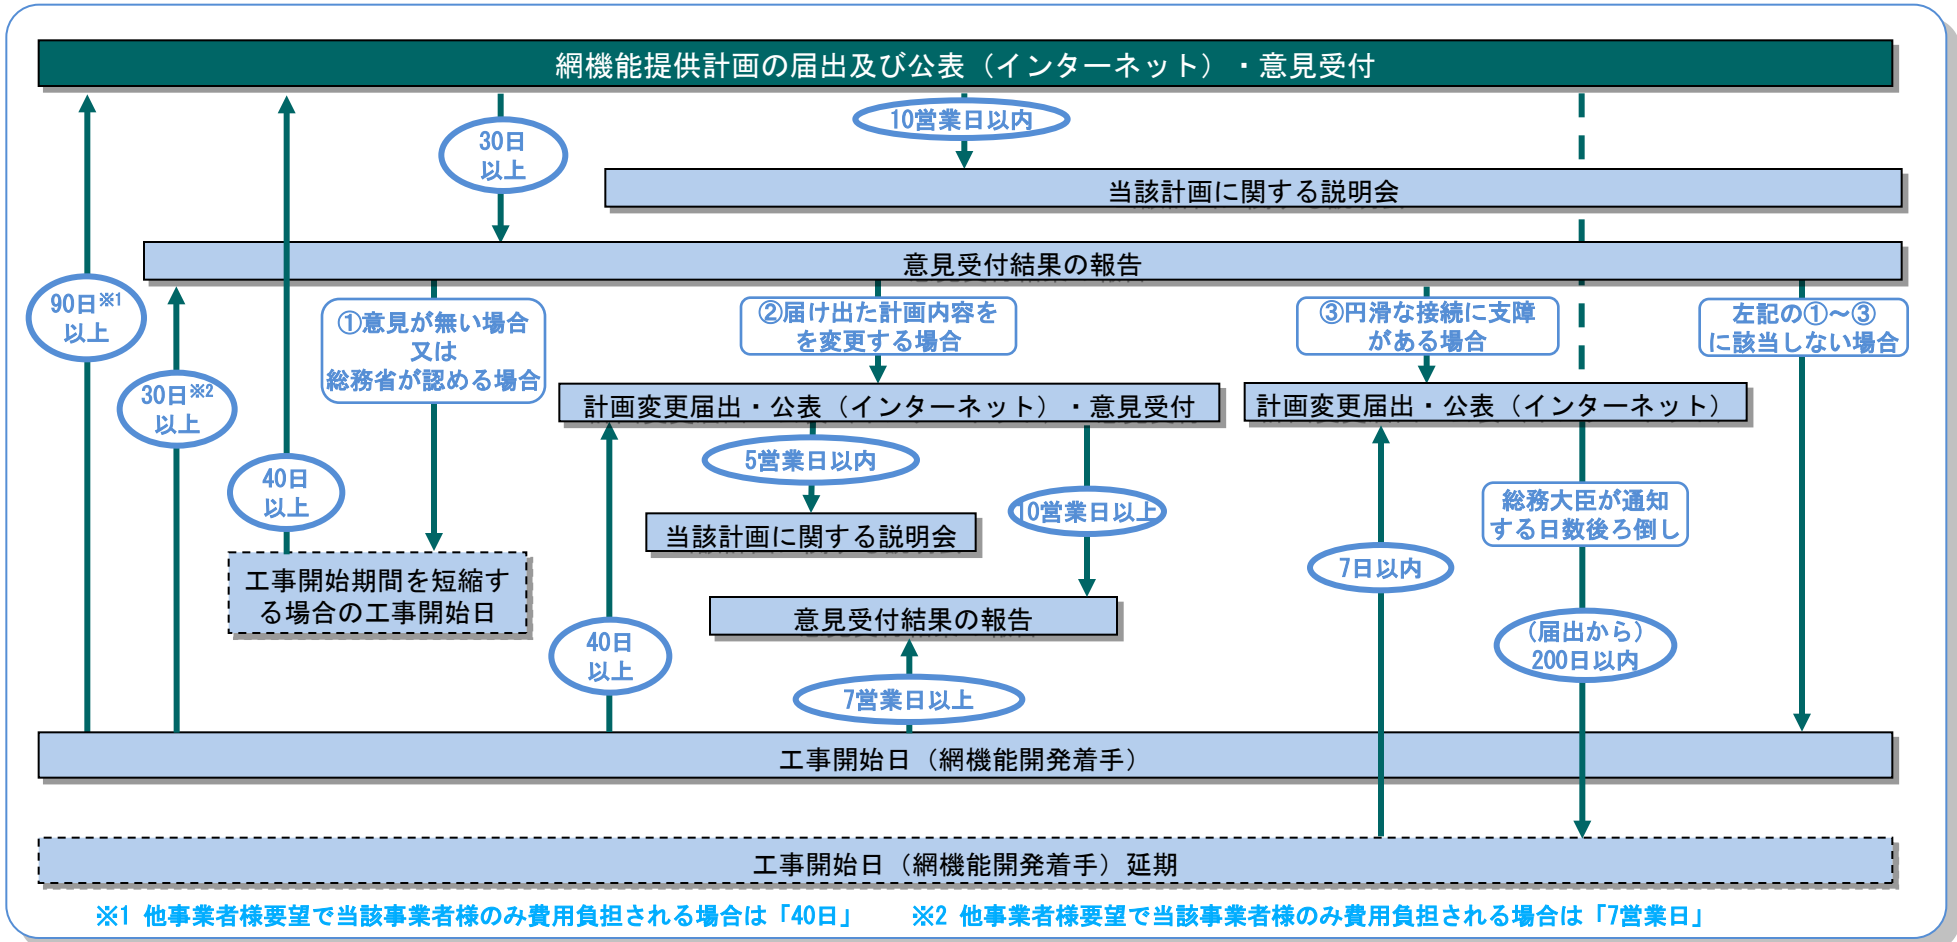 網機能提供計画の届出及び公表（インターネット）・意見受付
10営業日以内
30日
以上
当該計画に関する説明会
意見受付結果の報告
90日※1
以上
30日※2
以上
40日
以上
①意見が無い場合
又は
総務省が認める場合
②届け出た計画内容を
を変更する場合
③円滑な接続に支障
がある場合
左記の①～③
に該当しない場合
計画変更届出・公表（インターネット）・意見受付
計画変更届出・公表（インターネット）
5営業日以内
10営業日以上
総務大臣が通知
する日数後ろ倒し
当該計画に関する説明会
7日以内
工事開始期間を短縮す
る場合の工事開始日
意見受付結果の報告
40日
以上
（届出から）
200日以内
7営業日以上
工事開始日（網機能開発着手）
工事開始日（網機能開発着手）延期
※1 他事業者様要望で当該事業者様のみ費用負担される場合は「40日」
※2 他事業者様要望で当該事業者様のみ費用負担される場合は「7営業日」